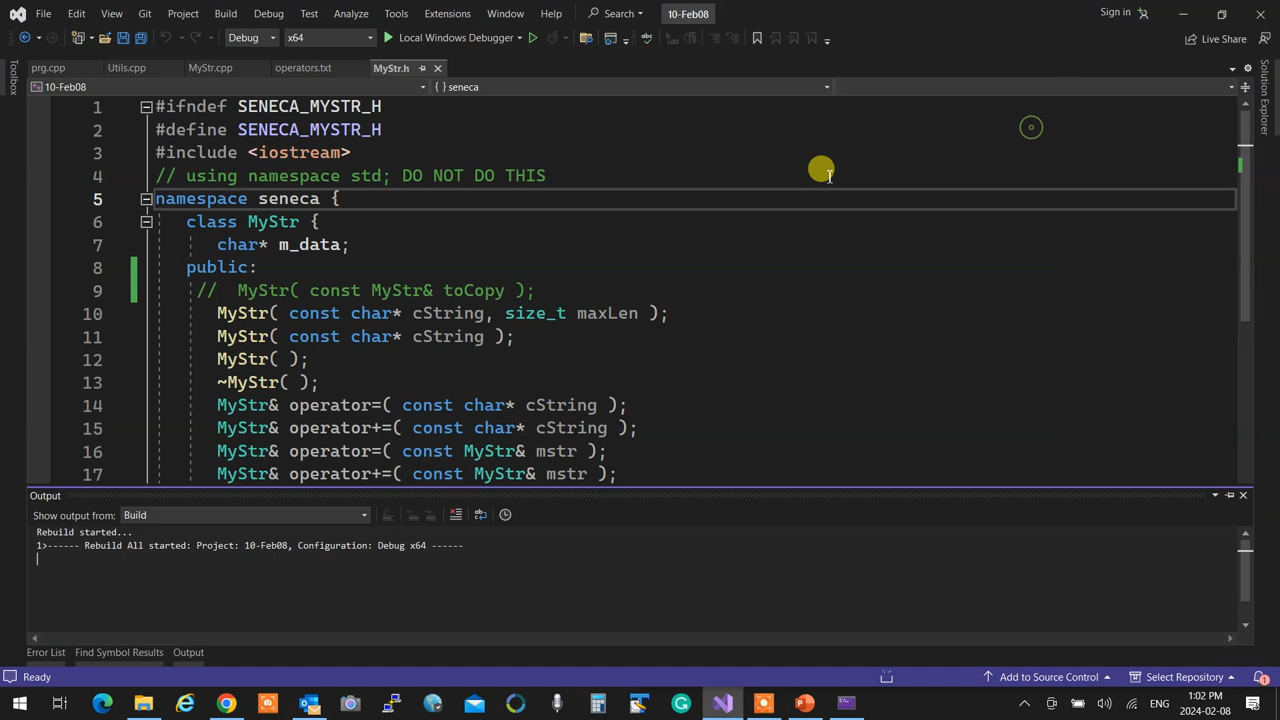 File Edit View Git Project Build Debug Test Analyze Tools Extensions Window Help Search 10-Feb08 Sign in
Debug x64 Local Windows Debugger Live Share
prg.cpp Utils.cpp MyStr.cpp operators.txt MyStr.h
10-Feb08 {} seneca
Toolbox
Solution Explorer
1 #ifndef SENECA_MYSTR_H
2 #define SENECA_MYSTR_H
3 #include <iostream>
4 // using namespace std; DO NOT DO THIS
5 namespace seneca {
6 class MyStr {
7 char* m_data;
8 public:
9 // MyStr( const MyStr& toCopy );
10 MyStr( const char* cString, size_t maxLen );
11 MyStr( const char* cString );
12 MyStr( );
13 ~MyStr( );
14 MyStr& operator=( const char* cString );
15 MyStr& operator+=( const char* cString );
16 MyStr& operator=( const MyStr& mstr );
17 MyStr& operator+=( const MyStr& mstr );
Output
Show output from: Build
Rebuild started...
1>------ Rebuild All started: Project: 10-Feb08, Configuration: Debug x64 ------
Error List Find Symbol Results Output
Ready Add to Source Control Select Repository 1
ENG 1:02 PM
2024-02-08